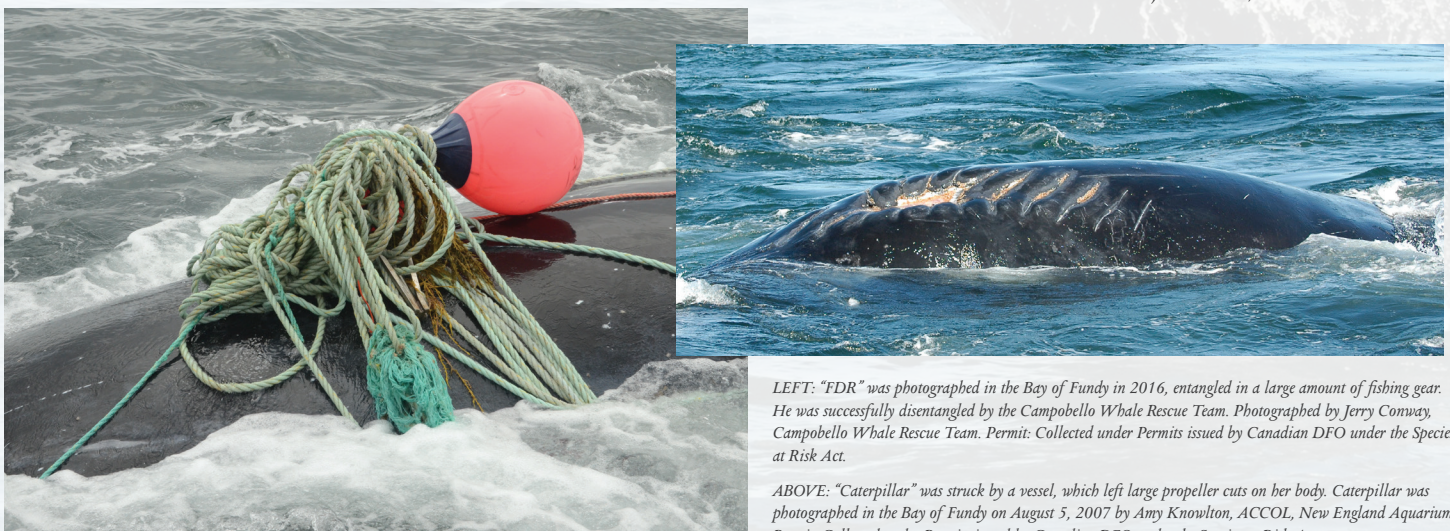 LEFT: “FDR” was photographed in the Bay of Fundy in 2016, entangled in a large amount of fishing gear.
He was successfully disentangled by the Campobello Whale Rescue Team. Photographed by Jerry Conway,
Campobello Whale Rescue Team. Permit: Collected under Permits issued by Canadian DFO under the Specie
at Risk Act.
ABOVE: “Caterpillar” was struck by a vessel, which left large propeller cuts on her body. Caterpillar was
photographed in the Bay of Fundy on August 5, 2007 by Amy Knowlton, ACCOL, New England Aquarium